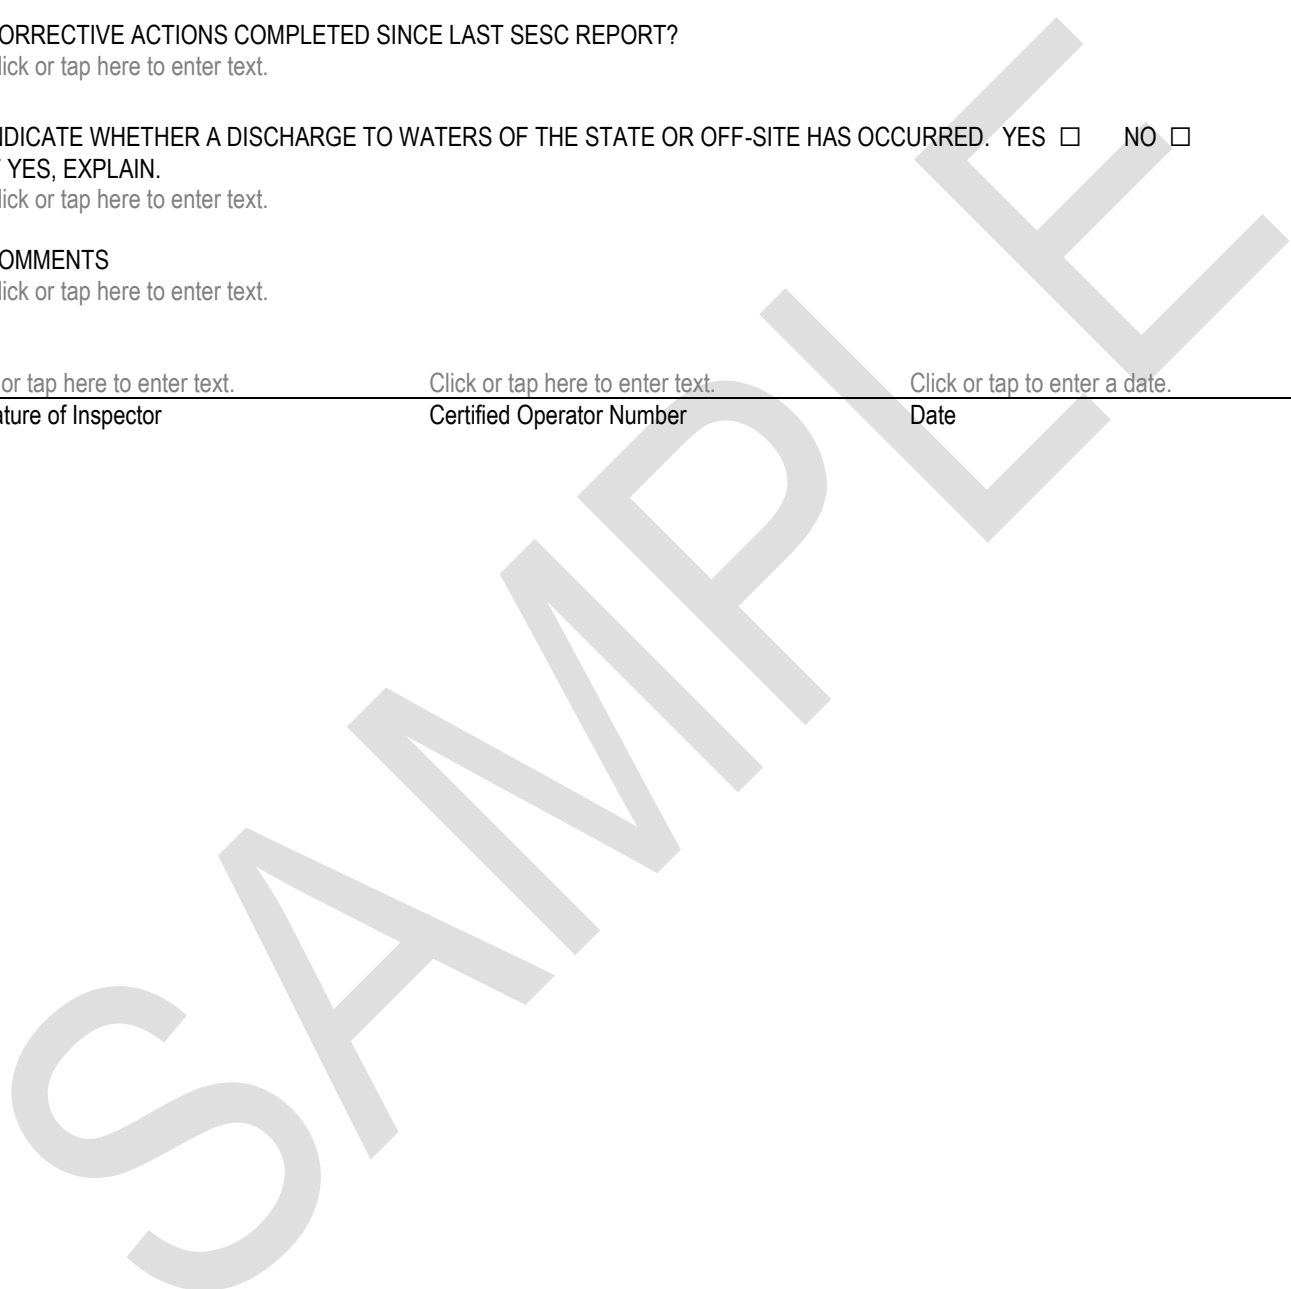 ORRECTIVE ACTIONS COMPLETED SINCE LAST SESC REPORT?
lick or tap here to enter text.
NDICATE WHETHER A DISCHARGE TO WATERS OF THE STATE OR OFF-SITE HAS OCCURRED. YES ☐ NO ☐
F YES, EXPLAIN.
lick or tap here to enter text.
OMMENTS
lick or tap here to enter text.
or tap here to enter text. Click or tap here to enter text. Click or tap to enter a date.
ature of Inspector Certified Operator Number Date
SAMPLE